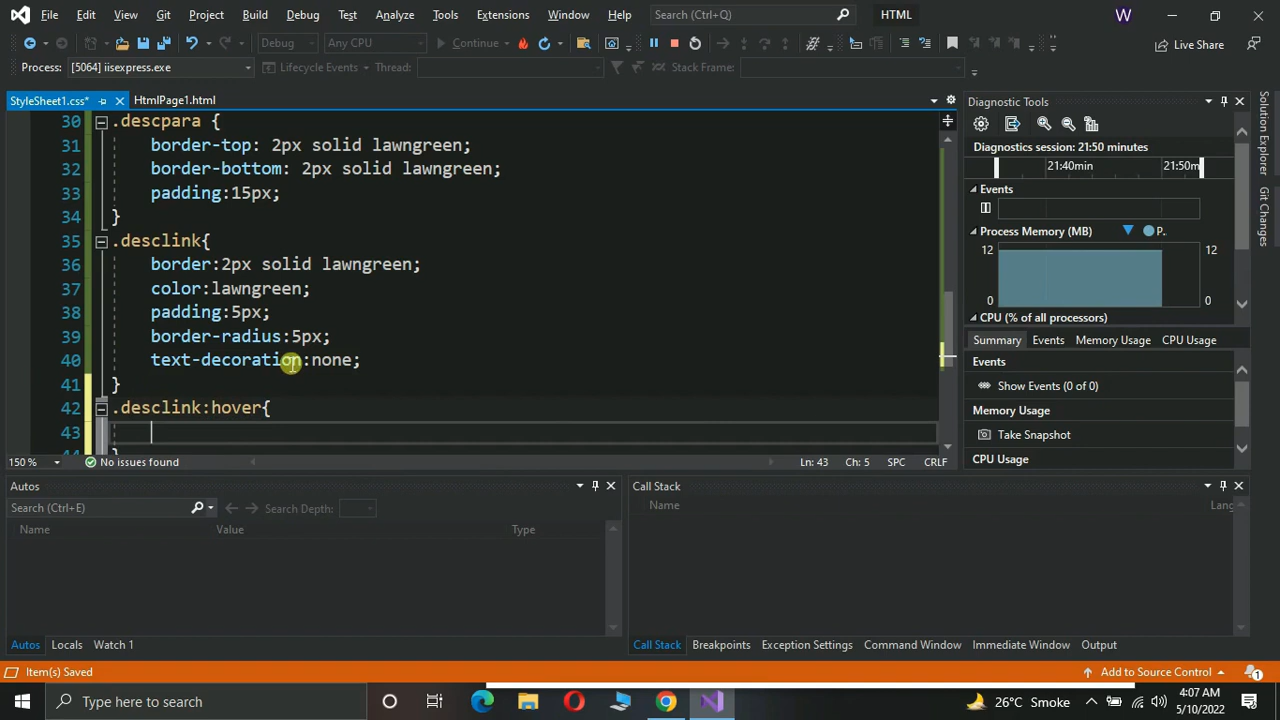 File Edit View Git Project Build Debug Test Analyze Tools Extensions Window Help Search (Ctrl+Q) HTML W
Debug Any CPU Continue Live Share
Process: [5064] iisexpress.exe Lifecycle Events Thread: Stack Frame:
StyleSheet1.css* HtmlPage1.html
30 .descpara {
31 border-top: 2px solid lawngreen;
32 border-bottom: 2px solid lawngreen;
33 padding:15px;
34 }
35 .desclink{
36 border:2px solid lawngreen;
37 color:lawngreen;
38 padding:5px;
39 border-radius:5px;
40 text-decoration:none;
41 }
42 .desclink:hover{
43
150 % No issues found Ln: 43 Ch: 5 SPC CRLF
Diagnostic Tools
Diagnostics session: 21:50 minutes
21:40min 21:50m
Events
Process Memory (MB) P..
12 12
0 0
CPU (% of all processors)
Summary Events Memory Usage CPU Usage
Events
Show Events (0 of 0)
Memory Usage
Take Snapshot
CPU Usage
Solution Explorer
Git Changes
Autos
Search (Ctrl+E) Search Depth:
Name Value Type
Autos Locals Watch 1
Call Stack
Name Lang
Call Stack Breakpoints Exception Settings Command Window Immediate Window Output
Item(s) Saved Add to Source Control 1
Type here to search 26°C Smoke 4:07 AM
5/10/2022